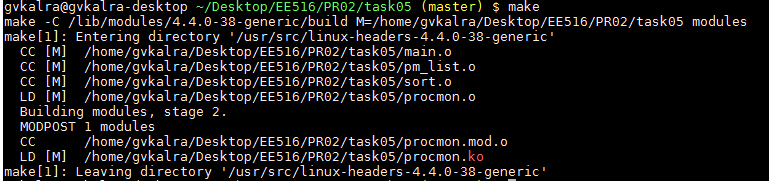 gvkalra@gvkalra-desktop ~/Desktop/EE516/PR02/task05 (master) $ make
make -C /lib/modules/4.4.0-38-generic/build M=/home/gvkalra/Desktop/EE516/PR02/task05 modules
make[1]: Entering directory '/usr/src/linux-headers-4.4.0-38-generic'
  CC [M]  /home/gvkalra/Desktop/EE516/PR02/task05/main.o
  CC [M]  /home/gvkalra/Desktop/EE516/PR02/task05/pm_list.o
  CC [M]  /home/gvkalra/Desktop/EE516/PR02/task05/sort.o
  LD [M]  /home/gvkalra/Desktop/EE516/PR02/task05/procmon.o
  Building modules, stage 2.
  MODPOST 1 modules
  CC      /home/gvkalra/Desktop/EE516/PR02/task05/procmon.mod.o
  LD [M]  /home/gvkalra/Desktop/EE516/PR02/task05/procmon.ko
make[1]: Leaving directory '/usr/src/linux-headers-4.4.0-38-generic'